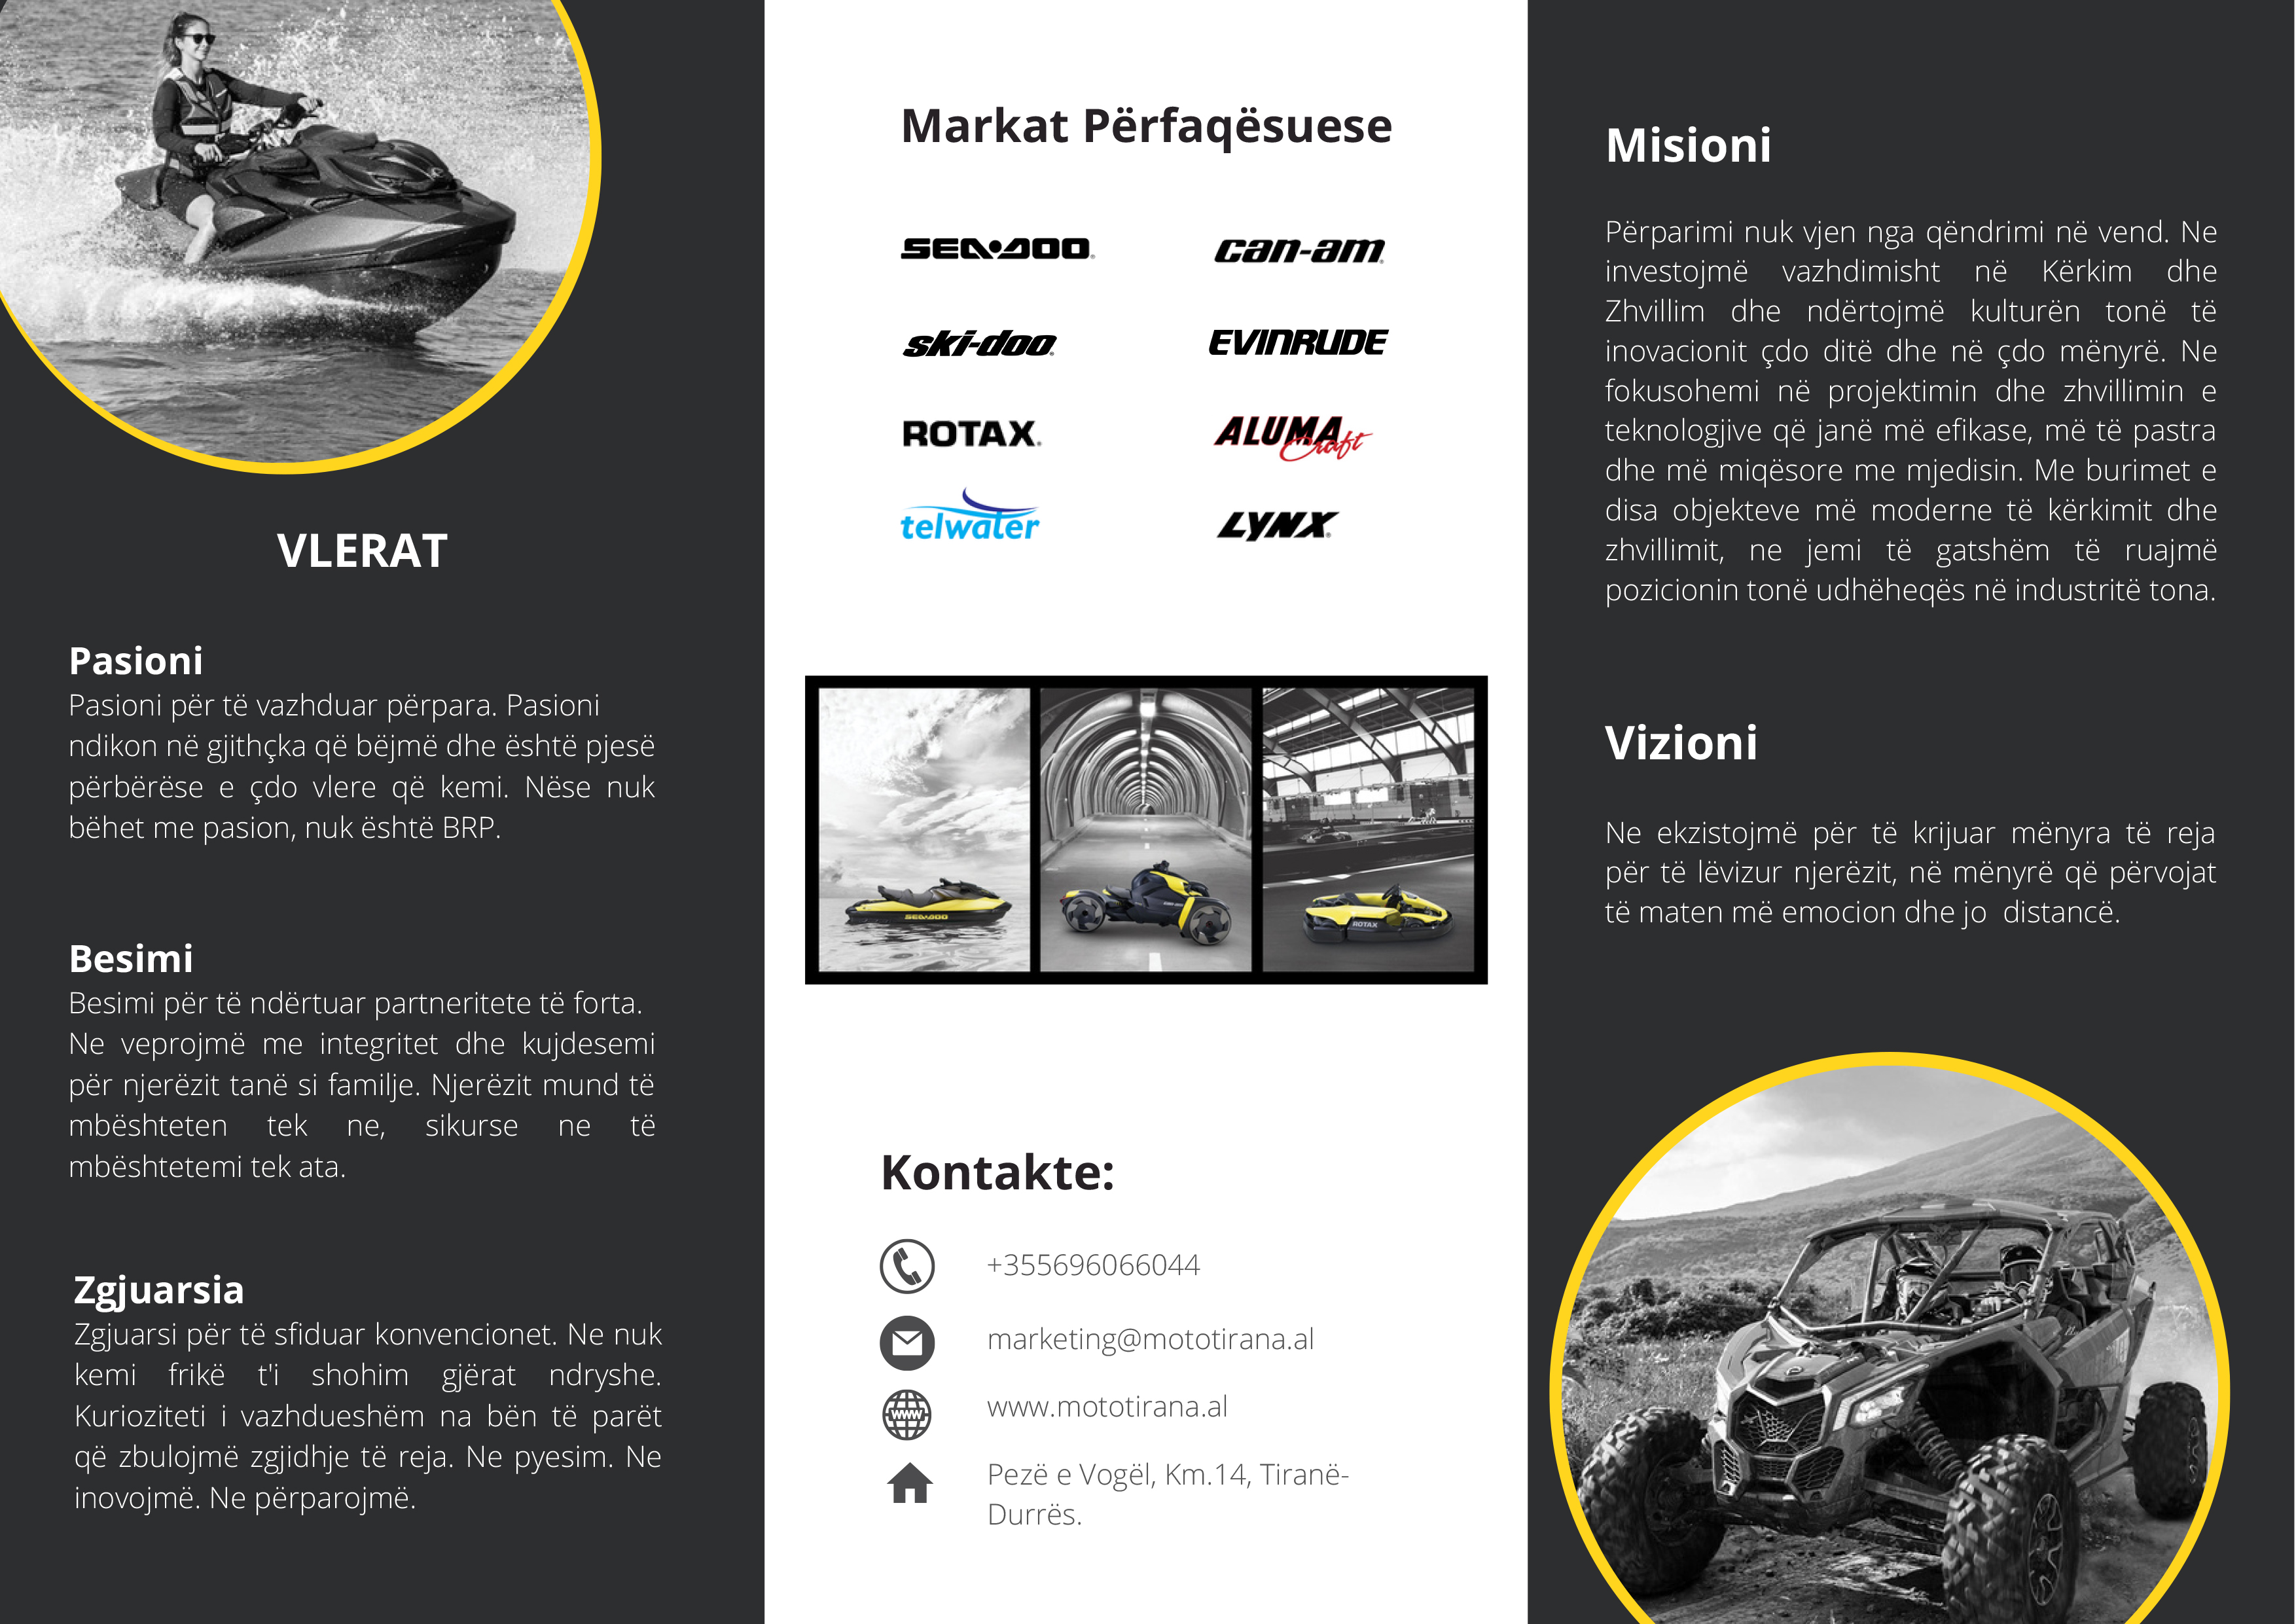 VLERAT
Pasioni
Pasioni për të vazhduar përpara. Pasioni
ndikon në gjithçka që bëjmë dhe është pjesë
përbërëse e çdo vlere që kemi. Nëse nuk
bëhet me pasion, nuk është BRP.
Besimi
Besimi për të ndërtuar partneritete të forta.
Ne veprojmë me integritet dhe kujdesemi
për njerëzit tanë si familje. Njerëzit mund të
mbështeten tek ne, sikurse ne të
mbështetemi tek ata.
Zgjuarsia
Zgjuarsi për të sfiduar konvencionet. Ne nuk
kemi frikë t'i shohim gjërat ndryshe.
Kurioziteti i vazhdueshëm na bën të parët
që zbulojmë zgjidhje të reja. Ne pyesim. Ne
inovojmë. Ne përparojmë.
Markat Përfaqësuese
SEA-DOO®
can-am®
ski-doo®
EVINRUDE
ROTAX®
ALUMA Craft
telwater
LYNX®
SEA-DOO
ROTAX
Kontakte:
+355696066044
marketing@mototirana.al
www
www.mototirana.al
Pezë e Vogël, Km.14, Tiranë-
Durrës.
Misioni
Përparimi nuk vjen nga qëndrimi në vend. Ne
investojmë vazhdimisht në Kërkim dhe
Zhvillim dhe ndërtojmë kulturën tonë të
inovacionit çdo ditë dhe në çdo mënyrë. Ne
fokusohemi në projektimin dhe zhvillimin e
teknologjive që janë më efikase, më të pastra
dhe më miqësore me mjedisin. Me burimet e
disa objekteve më moderne të kërkimit dhe
zhvillimit, ne jemi të gatshëm të ruajmë
pozicionin tonë udhëheqës në industritë tona.
Vizioni
Ne ekzistojmë për të krijuar mënyra të reja
për të lëvizur njerëzit, në mënyrë që përvojat
të maten më emocion dhe jo  distancë.